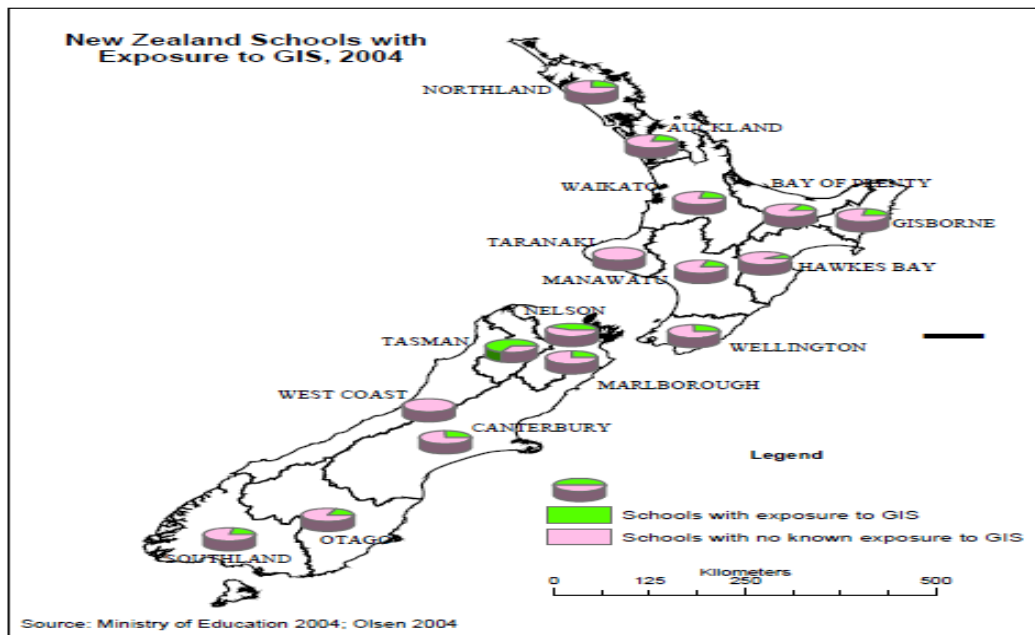 New Zealand Schools with
Exposure to GIS, 2004
NORTHLAND
AUCKLAND
WAIKATO
BAY OF PLENTY
GISBORNE
TARANAKI
MANAWATU
HAWKES BAY
NELSON
TASMAN
WELLINGTON
MARLBOROUGH
WEST COAST
CANTERBURY
OTAGO
SOUTHLAND
Legend
Schools with exposure to GIS
Schools with no known exposure to GIS
Kilometers
0 125 250 500
Source: Ministry of Education 2004; Olsen 2004